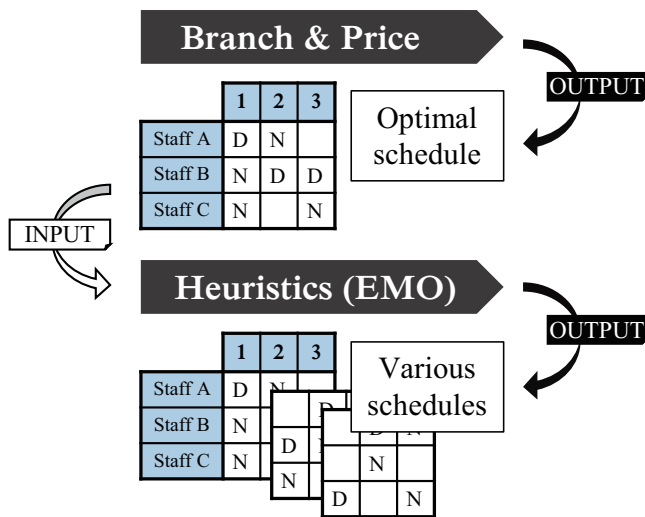 Branch & Price
OUTPUT
1 2 3
Optimal
schedule
Staff A D N
Staff B N D D
Staff C N N
INPUT
Heuristics (EMO)
OUTPUT
1 2 3
Various
schedules
Staff A D N
Staff B N
Staff C N
D
D N
N
D N
N
D N